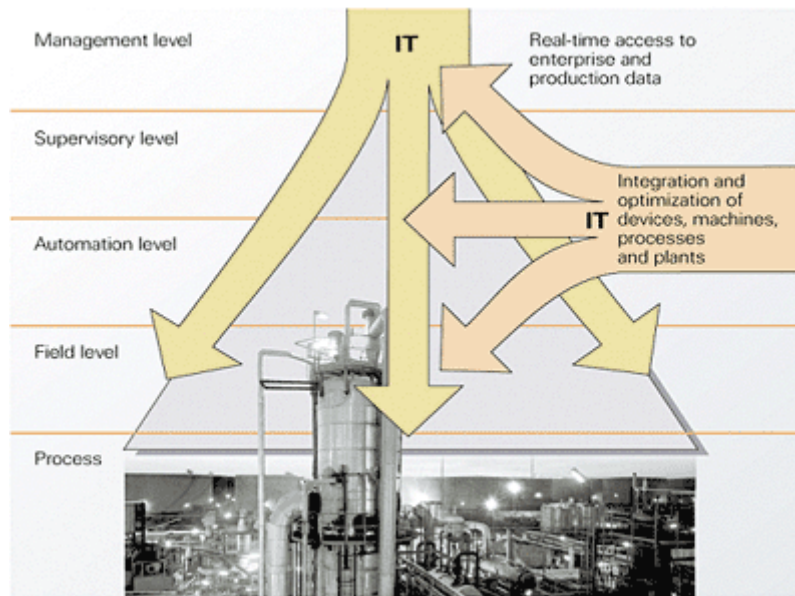 Management level
IT
Real-time access to
enterprise and
production data
Supervisory level
Integration and
optimization of
IT devices, machines,
processes
and plants
Automation level
Field level
Process